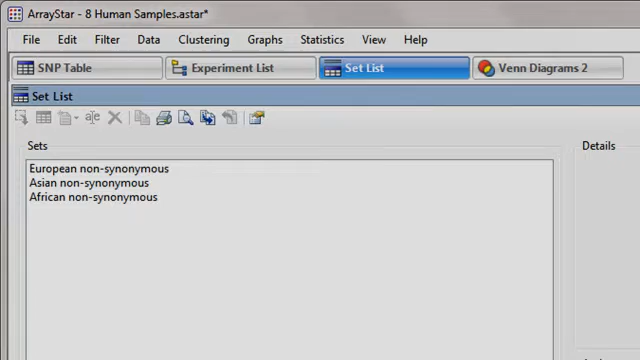 ArrayStar - 8 Human Samples.astar*
File Edit Filter Data Clustering Graphs Statistics View Help
SNP Table Experiment List Set List Venn Diagrams 2
Set List
Sets Details
European non-synonymous
Asian non-synonymous
African non-synonymous